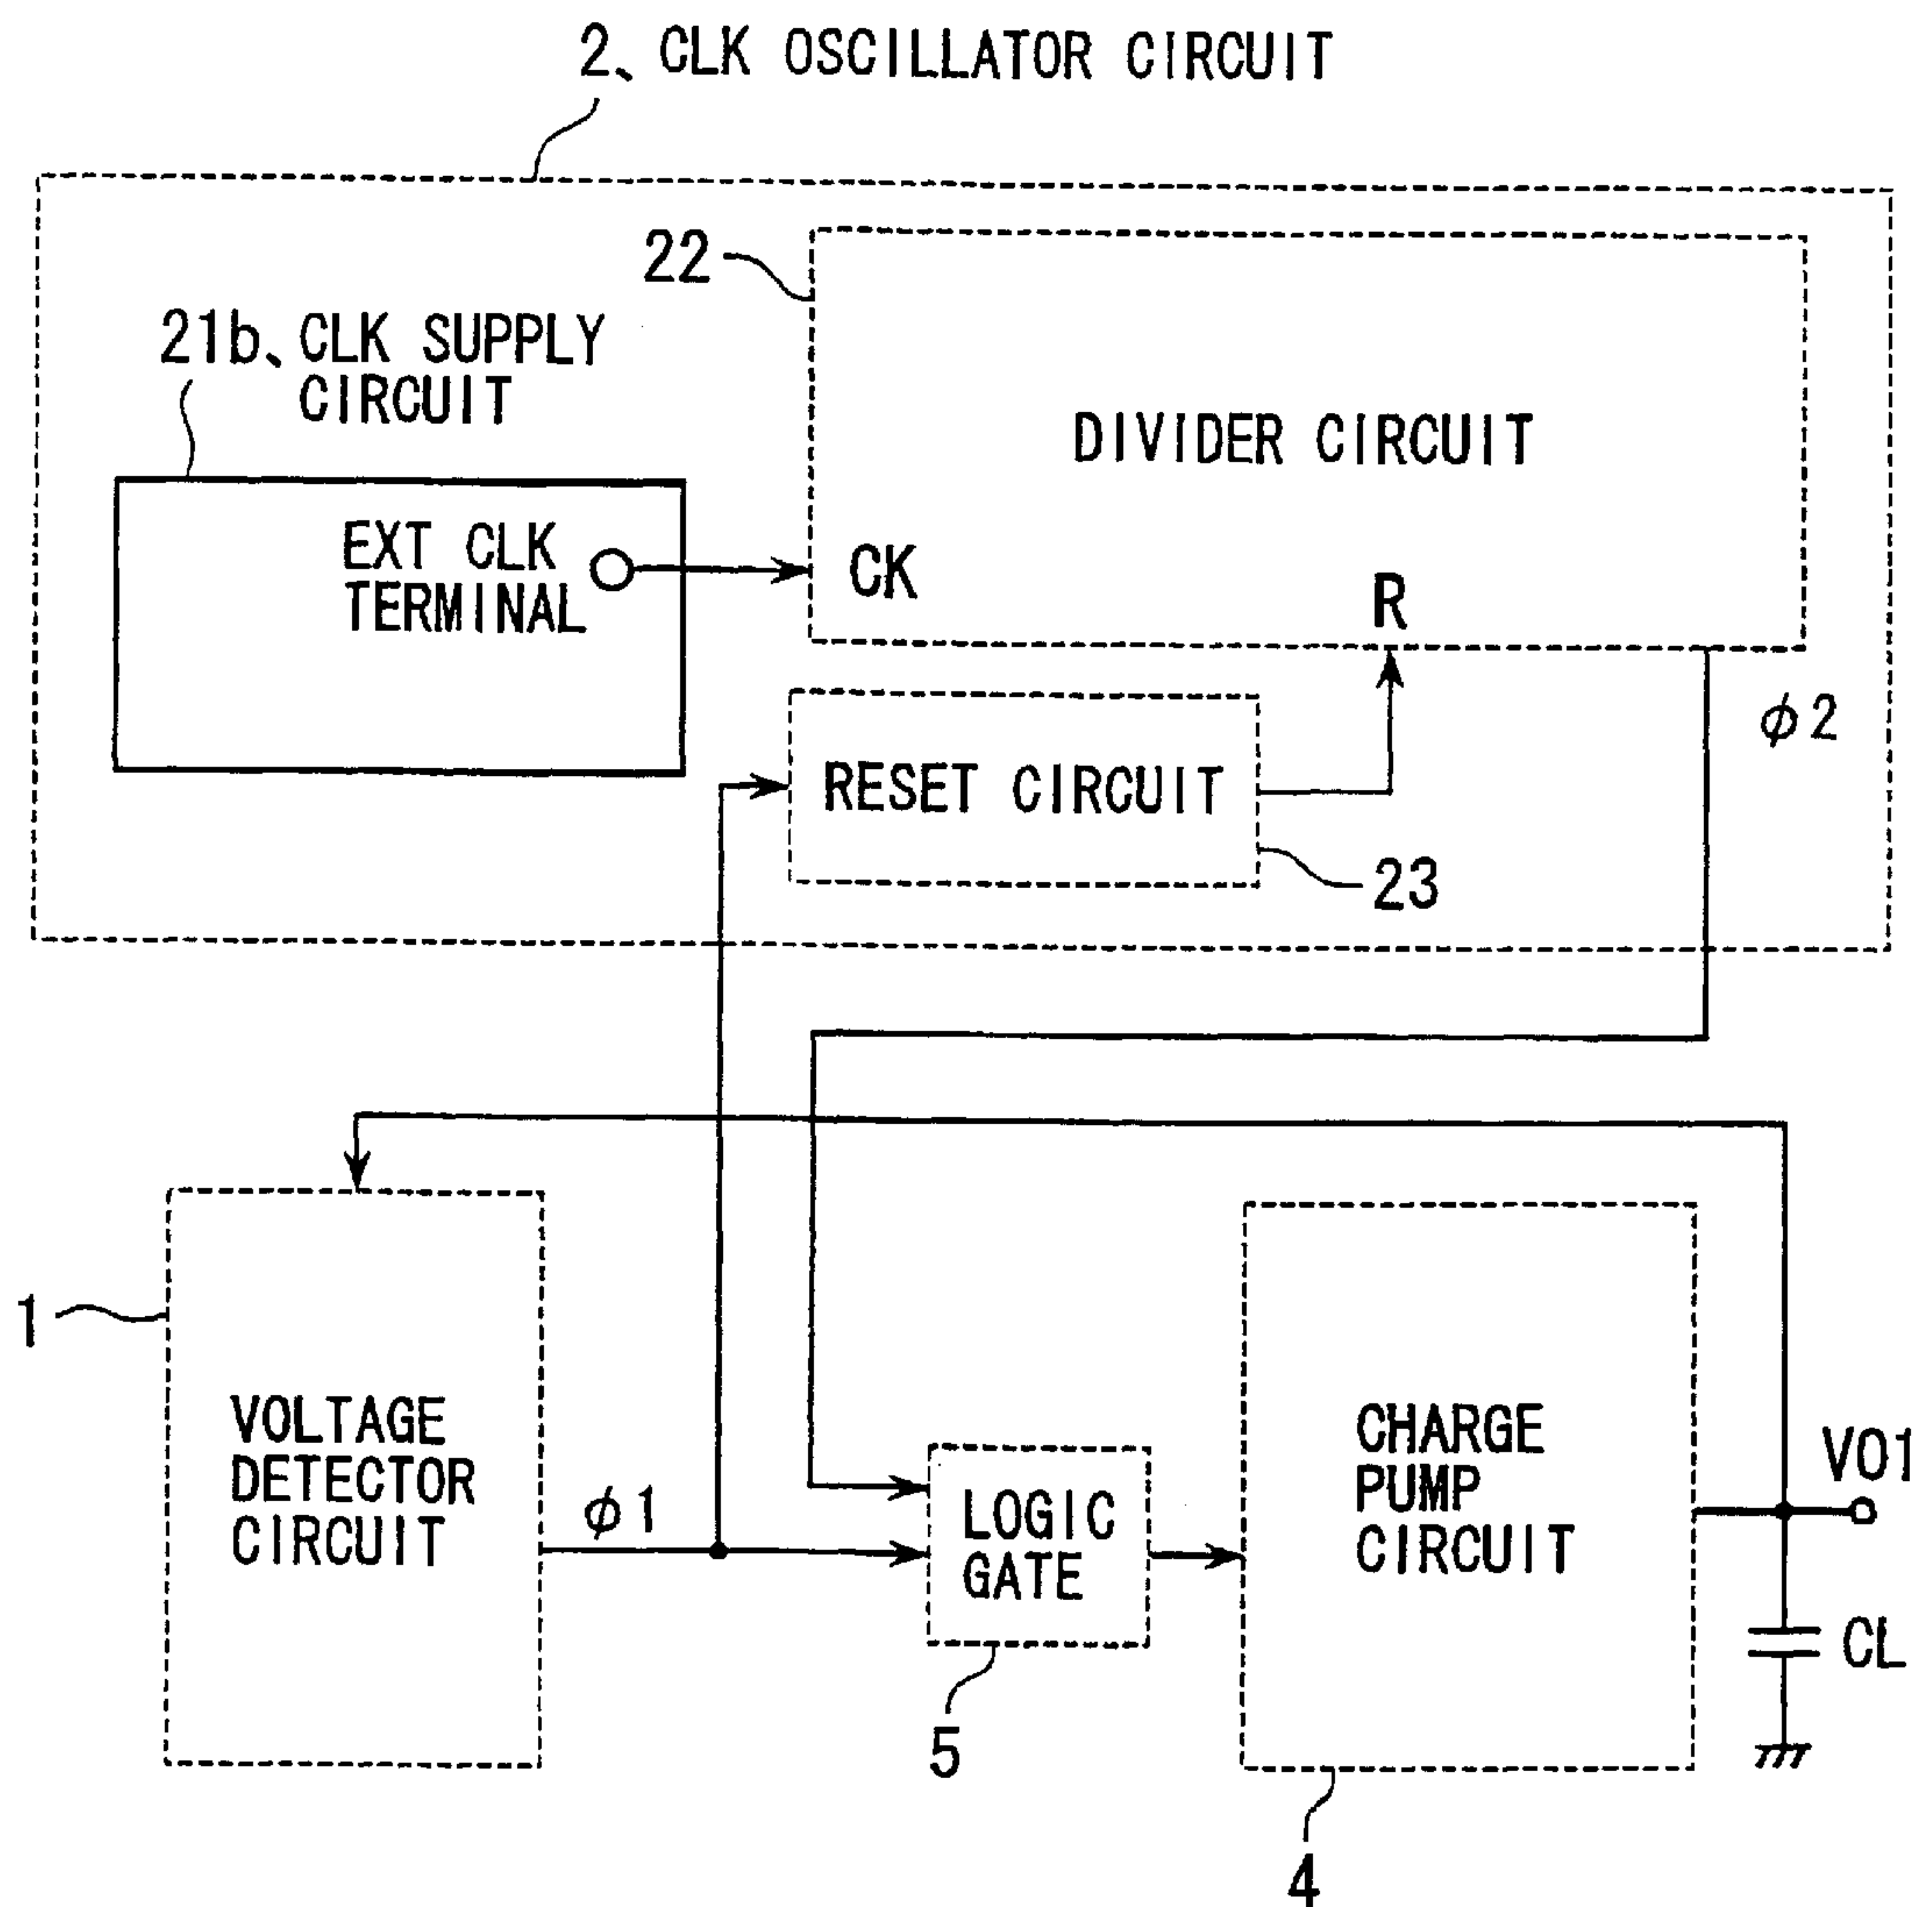 2、CLK OSCILLATOR CIRCUIT
22
21b、CLK SUPPLY
CIRCUIT
DIVIDER CIRCUIT
EXT CLK
TERMINAL
CK
R
φ2
RESET CIRCUIT
23
1
VOLTAGE
DETECTOR
CIRCUIT
φ1
LOGIC
GATE
5
CHARGE
PUMP
CIRCUIT
4
VO1
CL